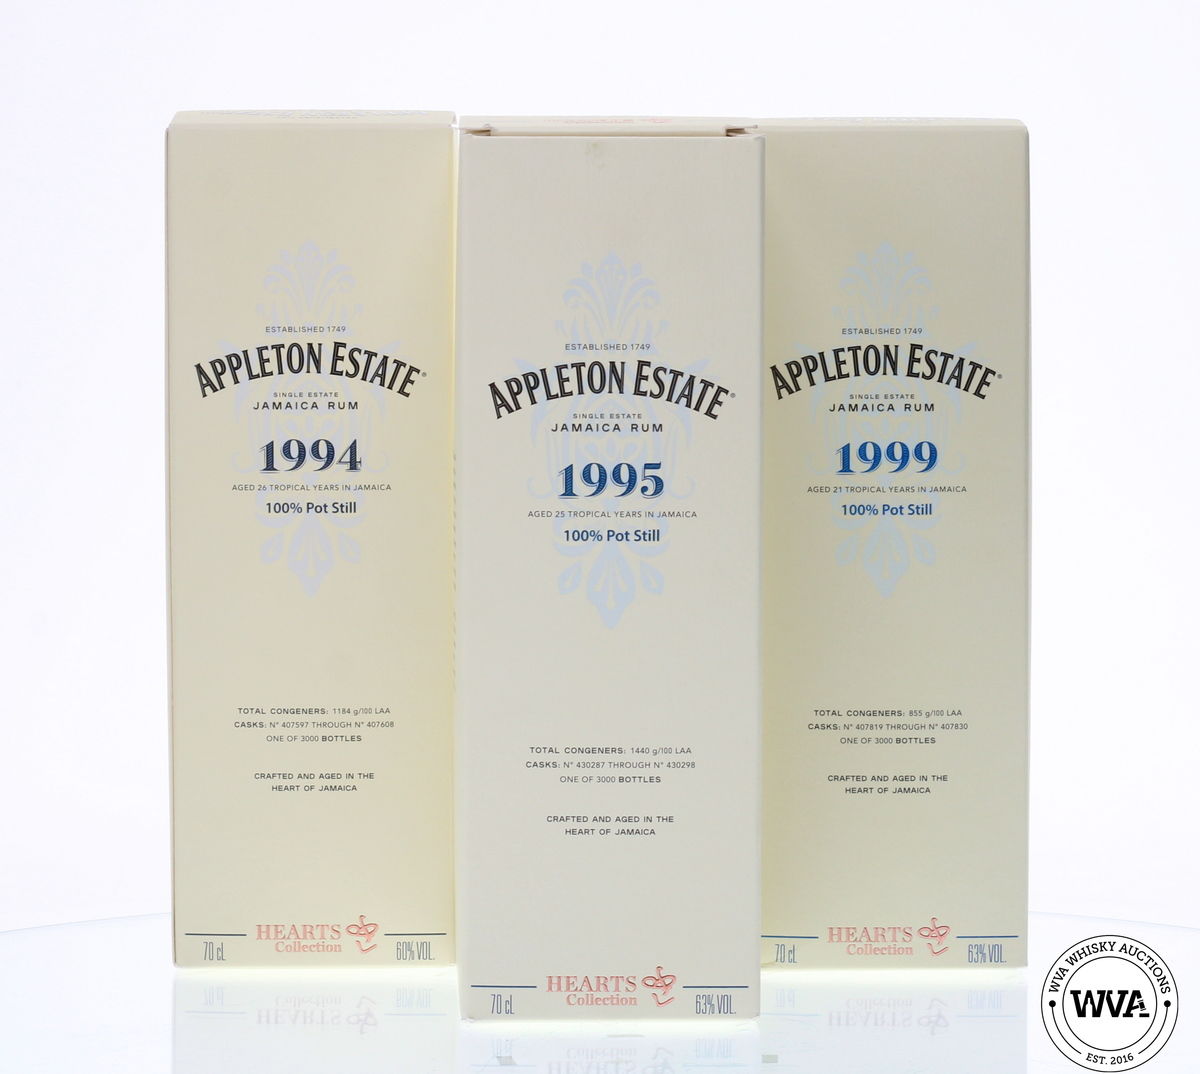 ESTABLISHED 1749
APPLETON ESTATE®
SINGLE ESTATE
JAMAICA RUM
1994
AGED 26 TROPICAL YEARS IN JAMAICA
100% Pot Still
TOTAL CONGENERS: 1184 g/100 LAA
CASKS: N° 407597 THROUGH N° 407608
ONE OF 3000 BOTTLES
CRAFTED AND AGED IN THE
HEART OF JAMAICA
HEARTS
Collection
70 cL
60% VOL.
ESTABLISHED 1749
APPLETON ESTATE®
SINGLE ESTATE
JAMAICA RUM
1995
AGED 25 TROPICAL YEARS IN JAMAICA
100% Pot Still
TOTAL CONGENERS: 1440 g/100 LAA
CASKS: N° 430287 THROUGH N° 430298
ONE OF 3000 BOTTLES
CRAFTED AND AGED IN THE
HEART OF JAMAICA
HEARTS
Collection
70 cL
63% VOL.
ESTABLISHED 1749
APPLETON ESTATE®
SINGLE ESTATE
JAMAICA RUM
1999
AGED 21 TROPICAL YEARS IN JAMAICA
100% Pot Still
TOTAL CONGENERS: 855 g/100 LAA
CASKS: N° 407819 THROUGH N° 407830
ONE OF 3000 BOTTLES
CRAFTED AND AGED IN THE
HEART OF JAMAICA
HEARTS
Collection
70 cL
63% VOL.
WVA WHISKY AUCTIONS
WVA
EST. 2016